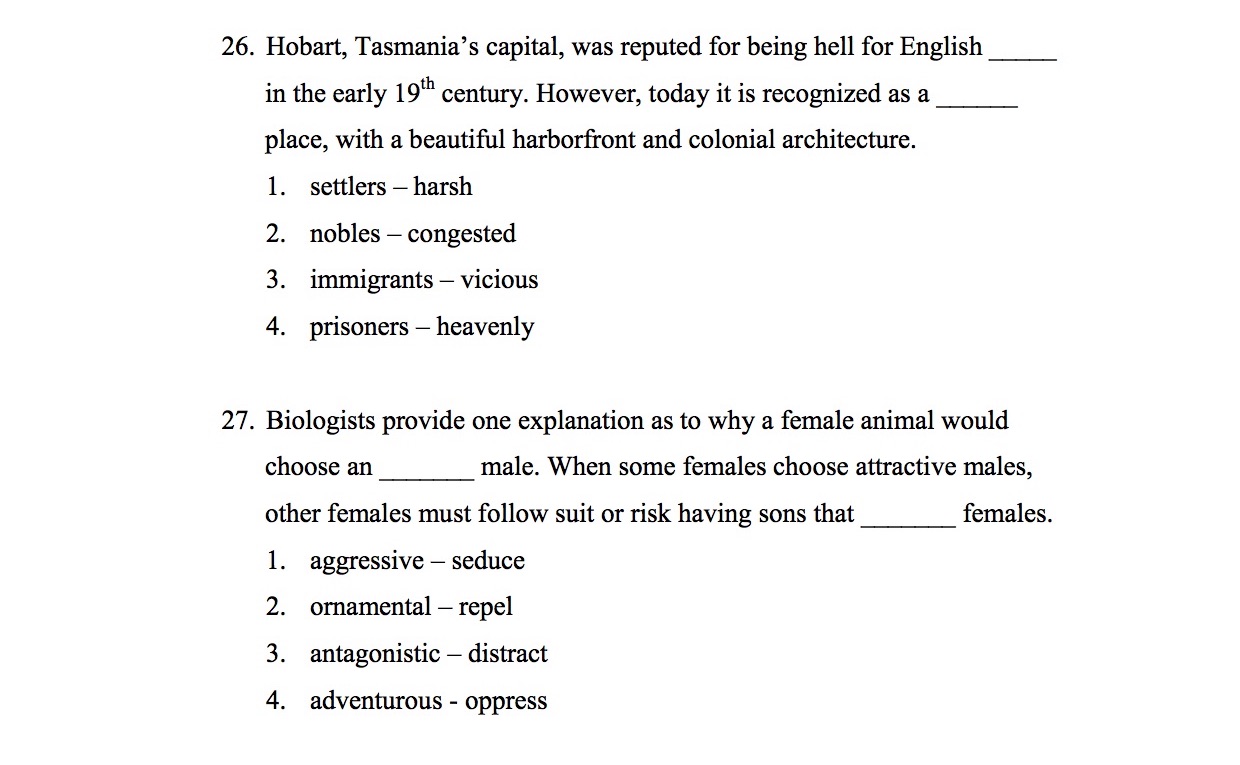 26. Hobart, Tasmania’s capital, was reputed for being hell for English _____
in the early 19th century. However, today it is recognized as a ______
place, with a beautiful harborfront and colonial architecture.
1. settlers – harsh
2. nobles – congested
3. immigrants – vicious
4. prisoners – heavenly
27. Biologists provide one explanation as to why a female animal would
choose an _______ male. When some females choose attractive males,
other females must follow suit or risk having sons that _______ females.
1. aggressive – seduce
2. ornamental – repel
3. antagonistic – distract
4. adventurous - oppress